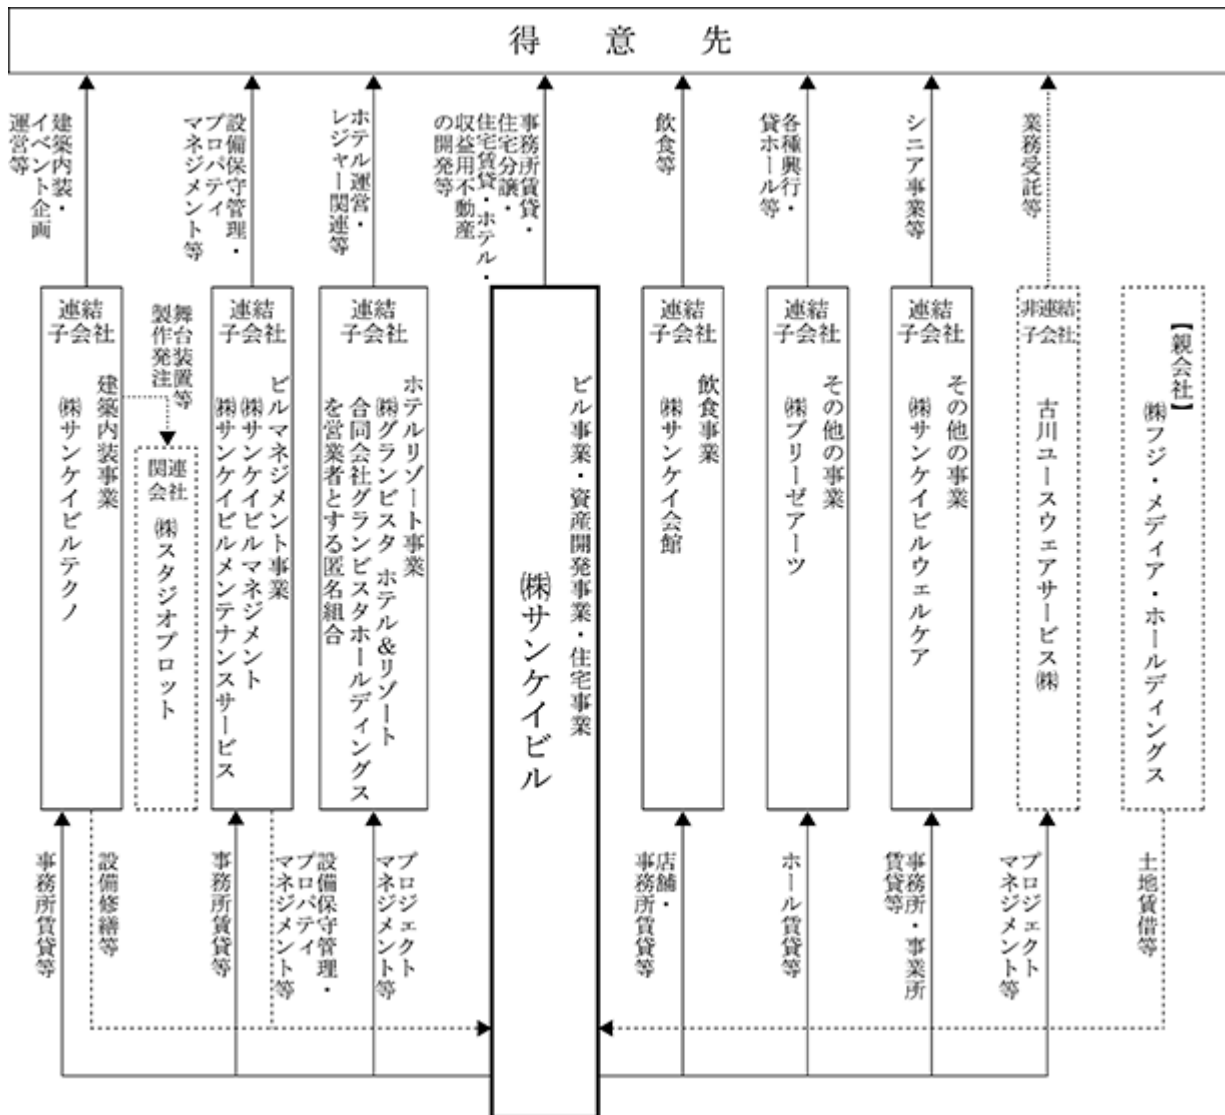 得意先
建築内装・
イベント企画
運営等
設備保守管理・
プロパティ
マネジメント等
ホテル運営・
レジャー関連等
事務所賃貸・
住宅分譲・
住宅賃貸・ホテル・
収益用不動産
の開発等
飲食等
各種興行・
貸ホール等
シニア事業等
業務受託等
連結
子会社
建築内装事業
㈱サンケイビルテクノ
舞台装置等
製作発注
関連
会社
㈱スタジオプロット
連結
子会社
ビルマネジメント事業
㈱サンケイビルマネジメント
㈱サンケイビルメンテナンスサービス
連結
子会社
ホテルリゾート事業
㈱グランビスタ ホテル&リゾート
合同会社グランビスタホールディングス
を営業者とする匿名組合
ビル事業・資産開発事業・住宅事業
㈱サンケイビル
連結
子会社
飲食事業
㈱サンケイ会館
連結
子会社
その他の事業
㈱ブリーゼアーツ
連結
子会社
その他の事業
㈱サンケイビルウェルケア
非連結
子会社
古川ユースウェアサービス㈱
【親会社】
㈱フジ・メディア・ホールディングス
事務所賃貸等
設備修繕等
事務所賃貸等
設備保守管理・
プロパティ
マネジメント等
プロジェクト
マネジメント等
店舗・
事務所賃貸等
ホール賃貸等
事務所・事業所
賃貸等
プロジェクト
マネジメント等
土地賃借等